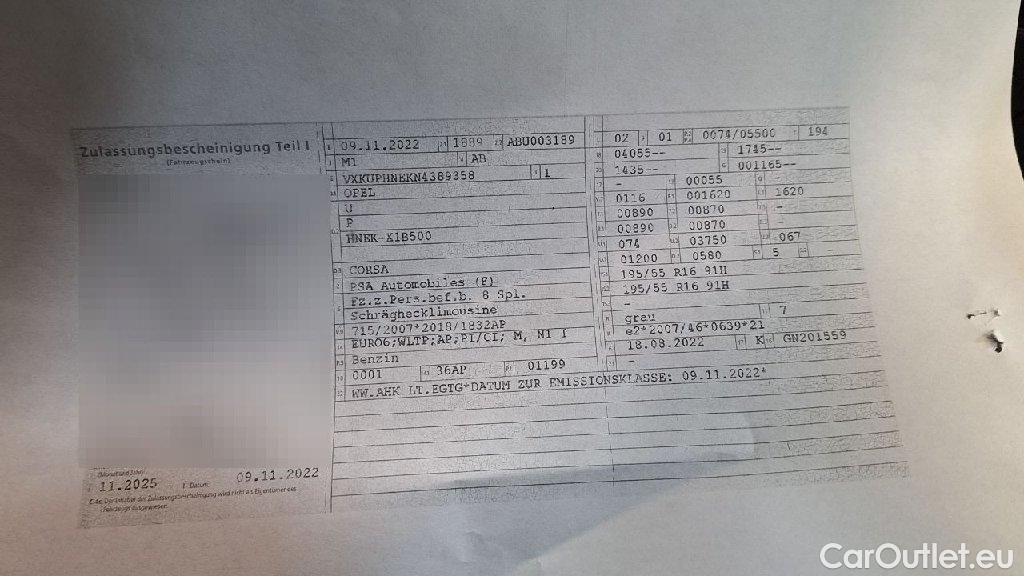 Zulassungsbescheinigung Teil I
(Fahrzeugschein)
11.2025
09.11.2022
09.11.2022 1889 ABU003189
M1 AB
VXKUPHNEKN4389358 1
OPEL
U
P
HNEK K1B500
CORSA
PSA Automobiles (F)
Fz.z.Pers.bef.b. 8 Spl.
Schräghecklimousine
715/2007*2018/1832AP
EURO6;WLTP;AP;PI/CI; M, N1 I
Benzin
0001 36AP 01199
WW.AHK LT.EGTG*DATUM ZUR EMISSIONSKLASSE: 09.11.2022*
02 01 0074/05500 194
04055-- 1745--
1435-- 001165--
- 00055
0116 001620 1620
00890 00870 -
00890 00870
074 03750 067
01200 0580 5
195/55 R16 91H
195/55 R16 91H
-
grau 7
e2*2007/46*0639*21
18.08.2022 K GN201559
-
CarOutlet.eu